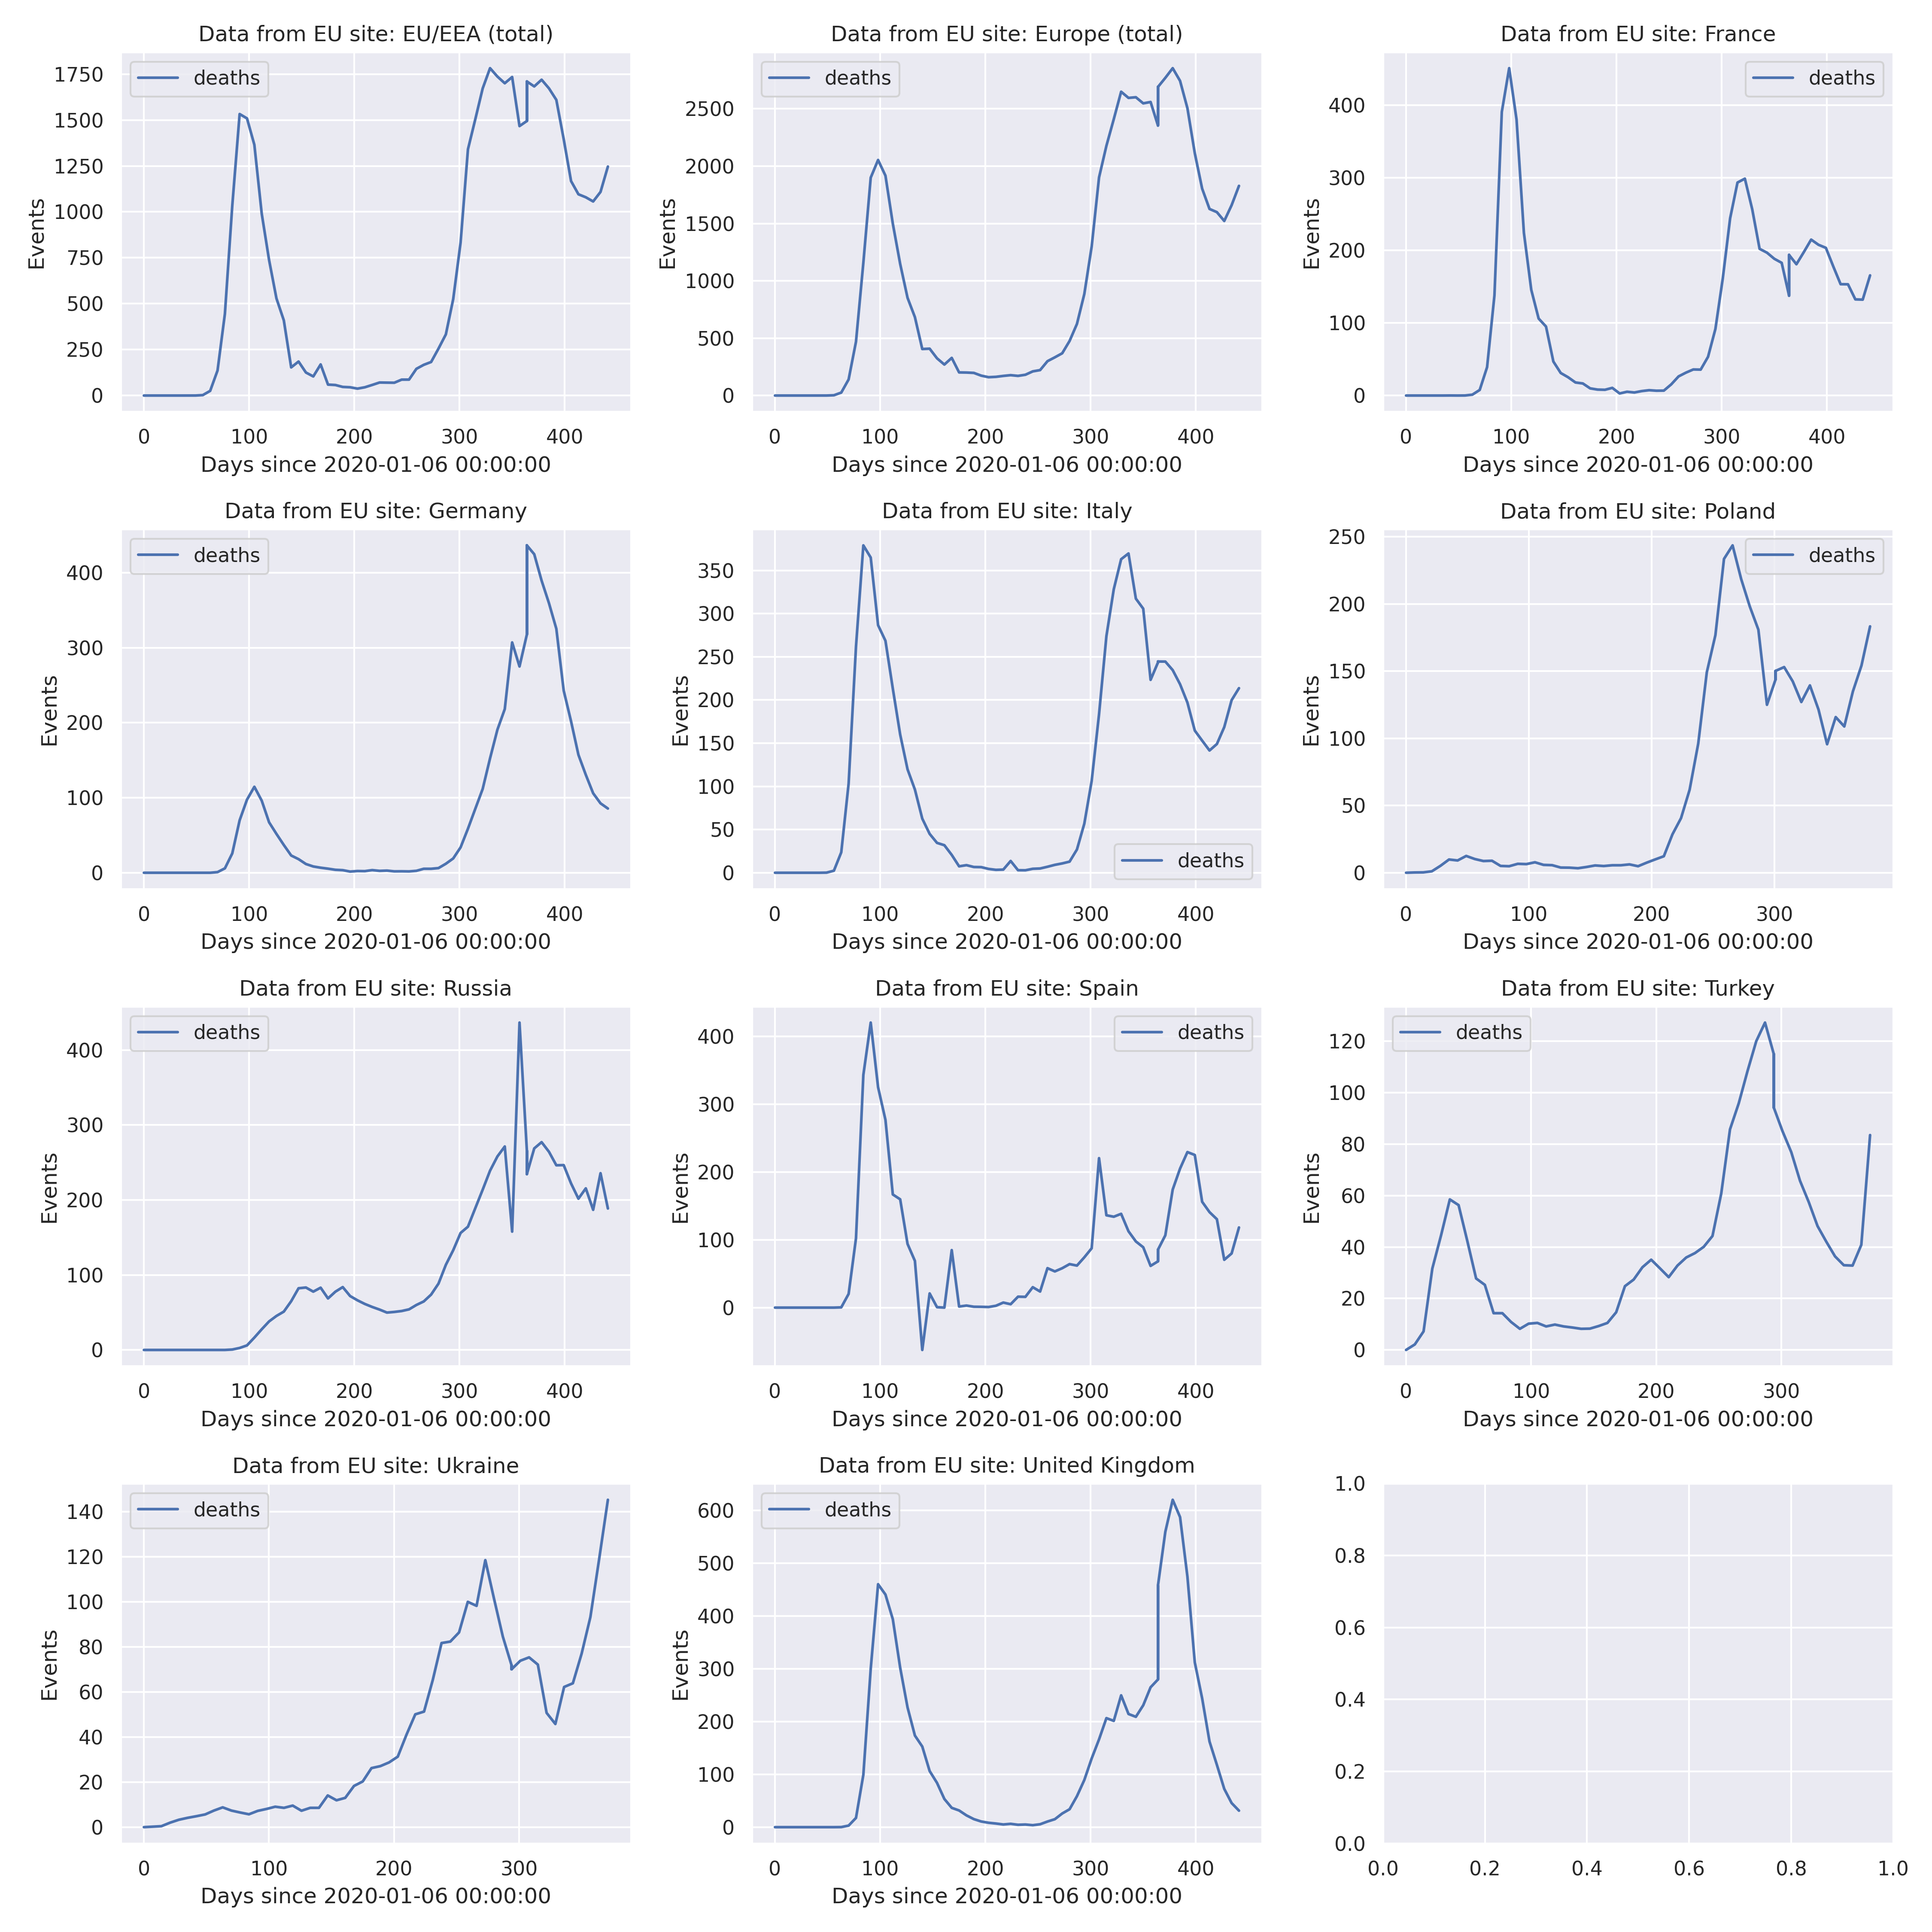 Data from EU site: EU/EEA (total)
deaths
Events
1750
1500
1250
1000
750
500
250
0
0 100 200 300 400
Days since 2020-01-06 00:00:00
Data from EU site: Europe (total)
deaths
Events
2500
2000
1500
1000
500
0
0 100 200 300 400
Days since 2020-01-06 00:00:00
Data from EU site: France
deaths
Events
400
300
200
100
0
0 100 200 300 400
Days since 2020-01-06 00:00:00
Data from EU site: Germany
deaths
Events
400
300
200
100
0
0 100 200 300 400
Days since 2020-01-06 00:00:00
Data from EU site: Italy
deaths
Events
350
300
250
200
150
100
50
0
0 100 200 300 400
Days since 2020-01-06 00:00:00
Data from EU site: Poland
deaths
Events
250
200
150
100
50
0
0 100 200 300
Days since 2020-01-06 00:00:00
Data from EU site: Russia
deaths
Events
400
300
200
100
0
0 100 200 300 400
Days since 2020-01-06 00:00:00
Data from EU site: Spain
deaths
Events
400
300
200
100
0
0 100 200 300 400
Days since 2020-01-06 00:00:00
Data from EU site: Turkey
deaths
Events
120
100
80
60
40
20
0
0 100 200 300
Days since 2020-01-06 00:00:00
Data from EU site: Ukraine
deaths
Events
140
120
100
80
60
40
20
0
0 100 200 300
Days since 2020-01-06 00:00:00
Data from EU site: United Kingdom
deaths
Events
600
500
400
300
200
100
0
0 100 200 300 400
Days since 2020-01-06 00:00:00
1.0
0.8
0.6
0.4
0.2
0.0
0.0 0.2 0.4 0.6 0.8 1.0